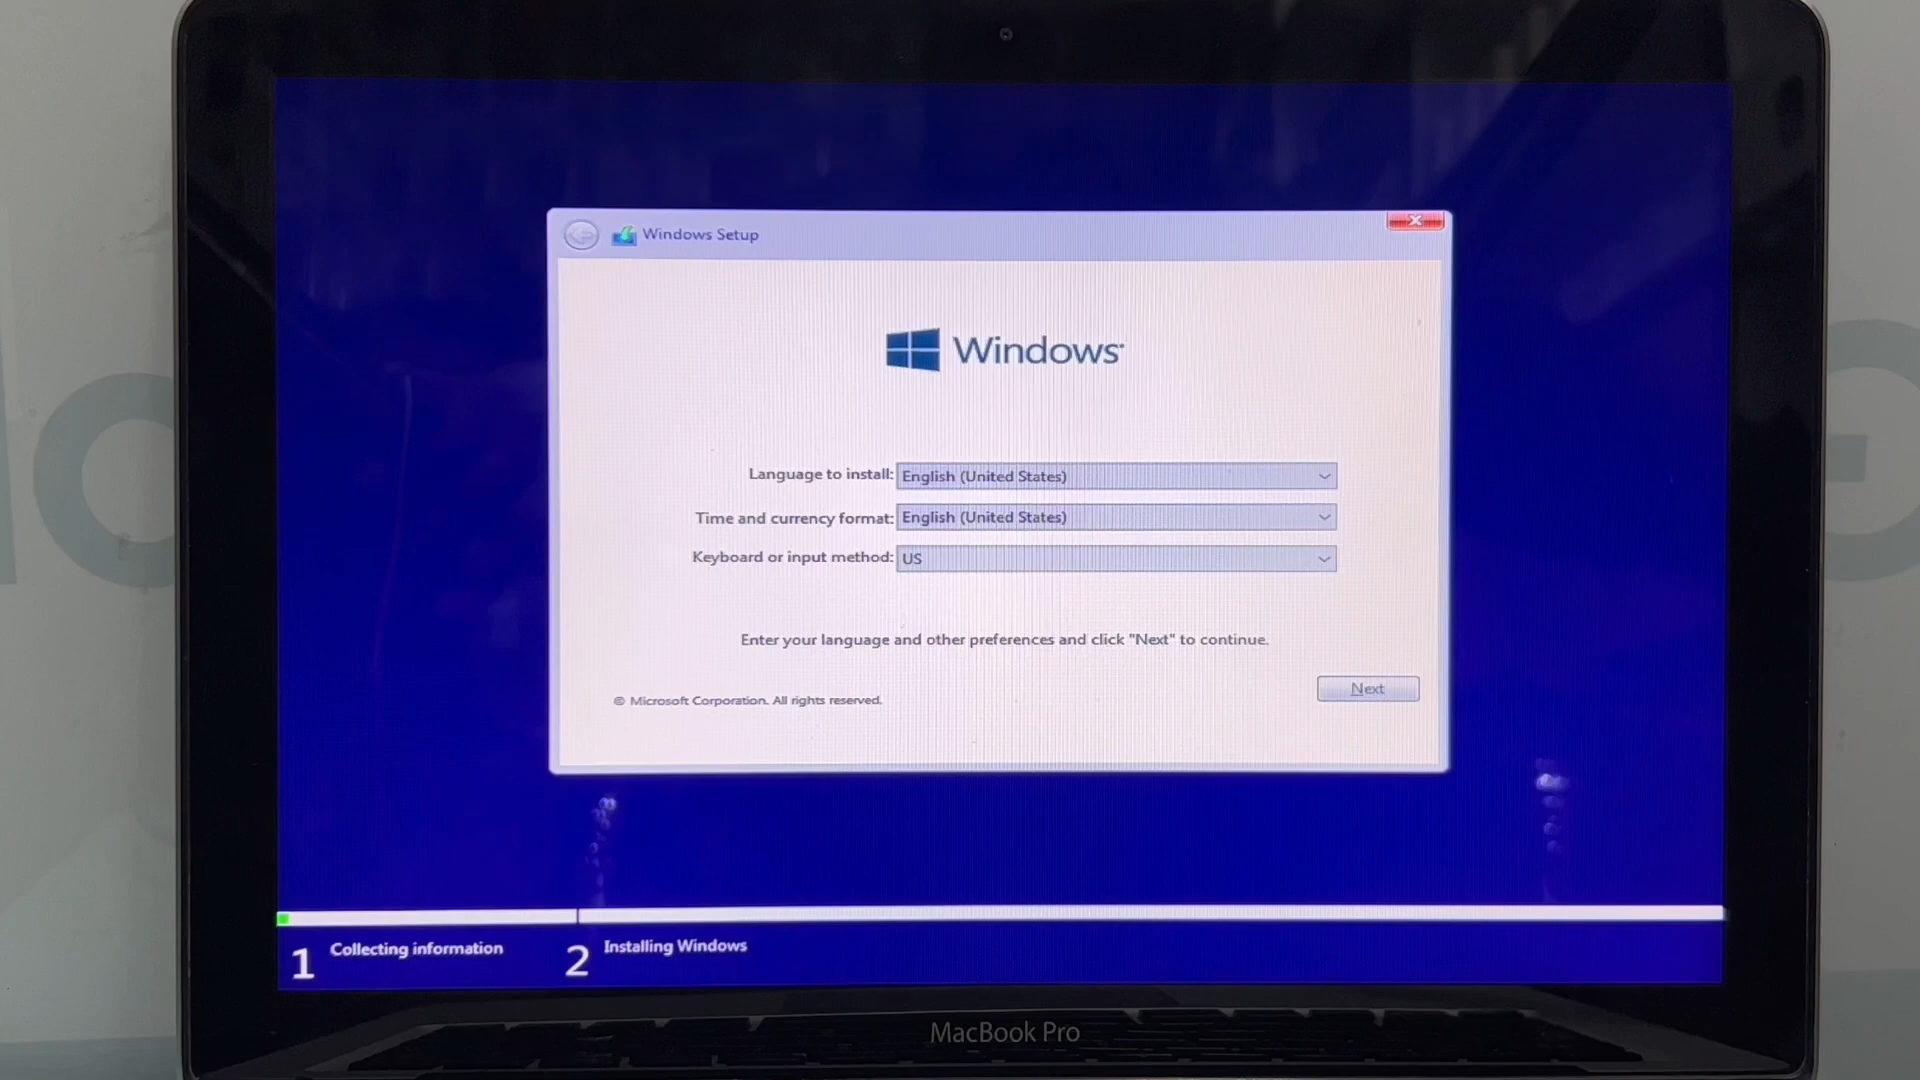 Windows Setup
Windows
Language to install: English (United States)
Time and currency format: English (United States)
Keyboard or input method: US
Enter your language and other preferences and click "Next" to continue.
© Microsoft Corporation. All rights reserved.
Next
1 Collecting information
2 Installing Windows
MacBook Pro